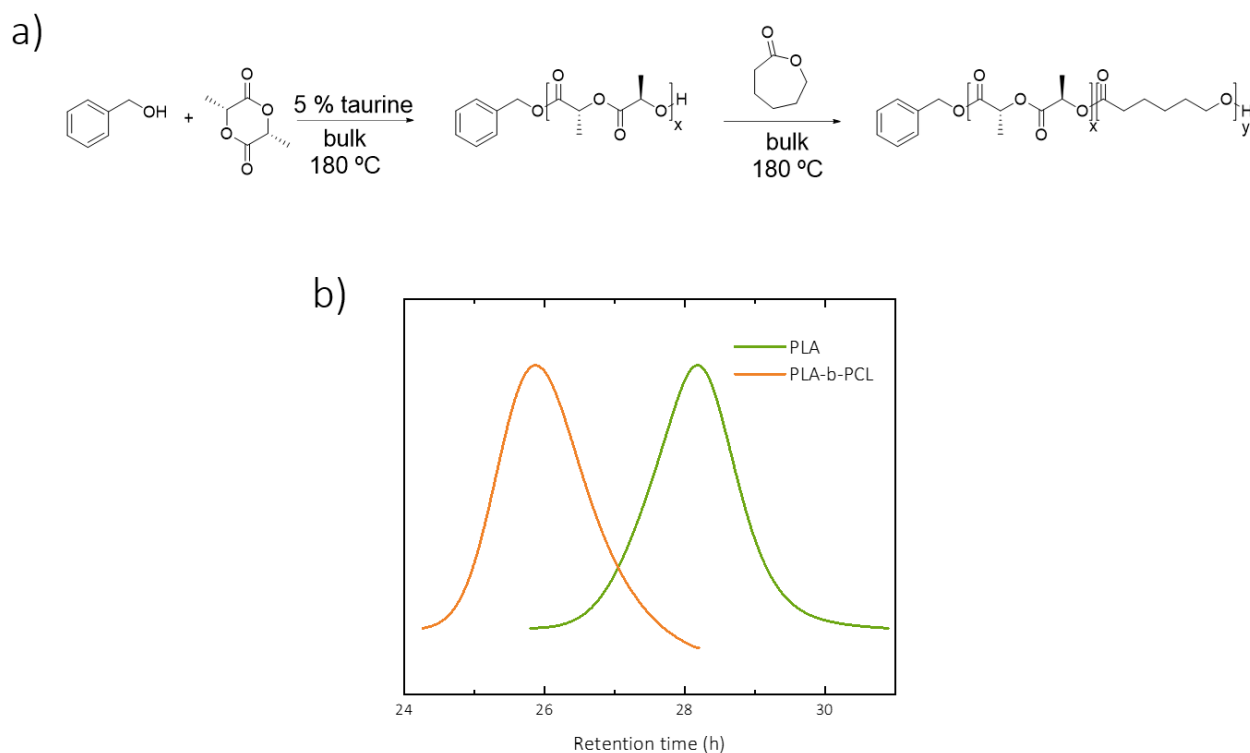 a)
O
O
OH
+
O
O
O
5 % taurine
bulk
180 ºC
O
O
O
O
O
H
x
O
O
bulk
180 ºC
O
O
O
O
O
x
O
O
H
y
b)
PLA
PLA-b-PCL
24
26
28
30
Retention time (h)